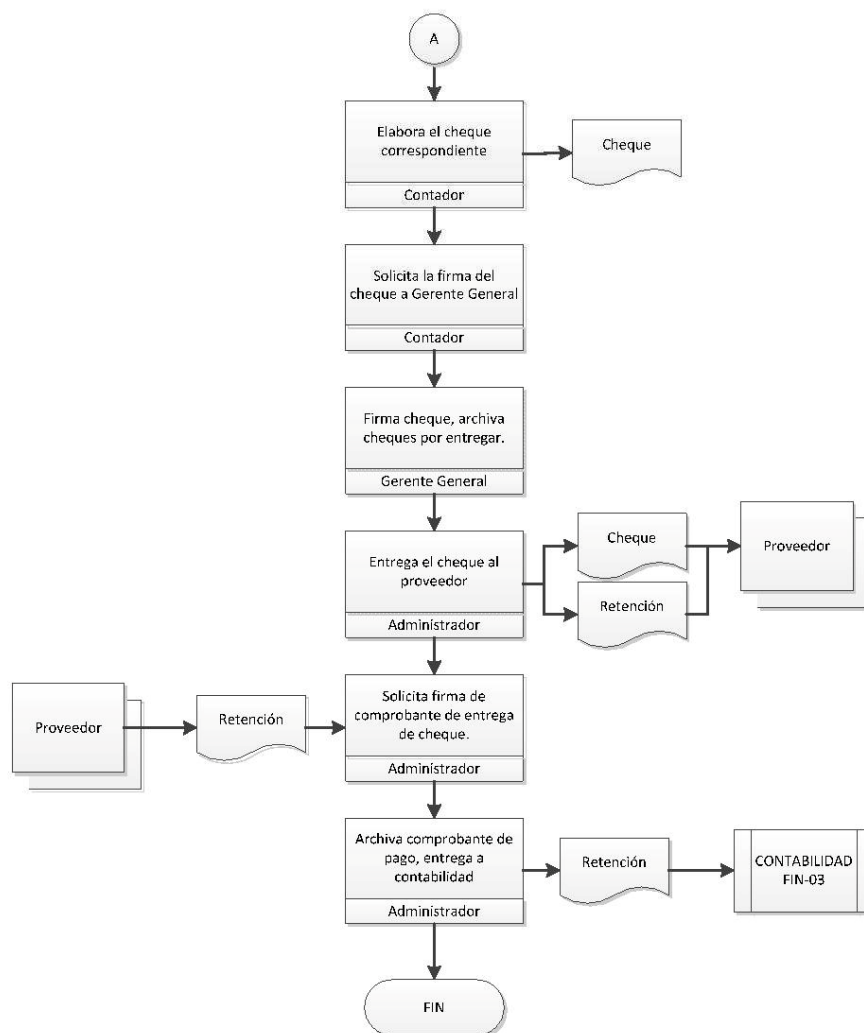 A
Elabora el cheque
correspondiente
Contador
Cheque
Solicita la firma del
cheque a Gerente General
Contador
Firma cheque, archiva
cheques por entregar.
Gerente General
Entrega el cheque al
proveedor
Administrador
Cheque
Retención
Proveedor
Proveedor
Retención
Solicita firma de
comprobante de entrega
de cheque.
Administrador
Archiva comprobante de
pago, entrega a
contabilidad
Administrador
Retención
CONTABILIDAD
FIN-03
FIN